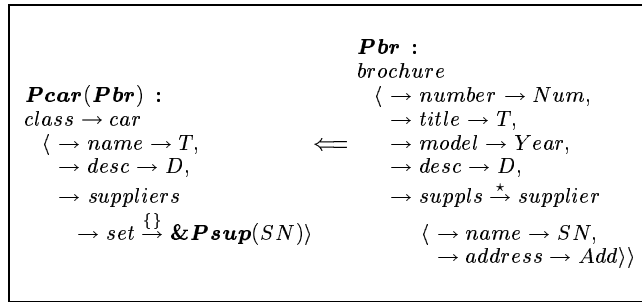 Pcar(Pbr) :
class → car
⟨ → name → T,
→ desc → D,
→ suppliers
→ set {}→ &Psup(SN)⟩
⟸
Pbr :
brochure
⟨ → number → Num,
→ title → T,
→ model → Year,
→ desc → D,
→ suppls ⋆→ supplier
⟨ → name → SN,
→ address → Add⟩⟩